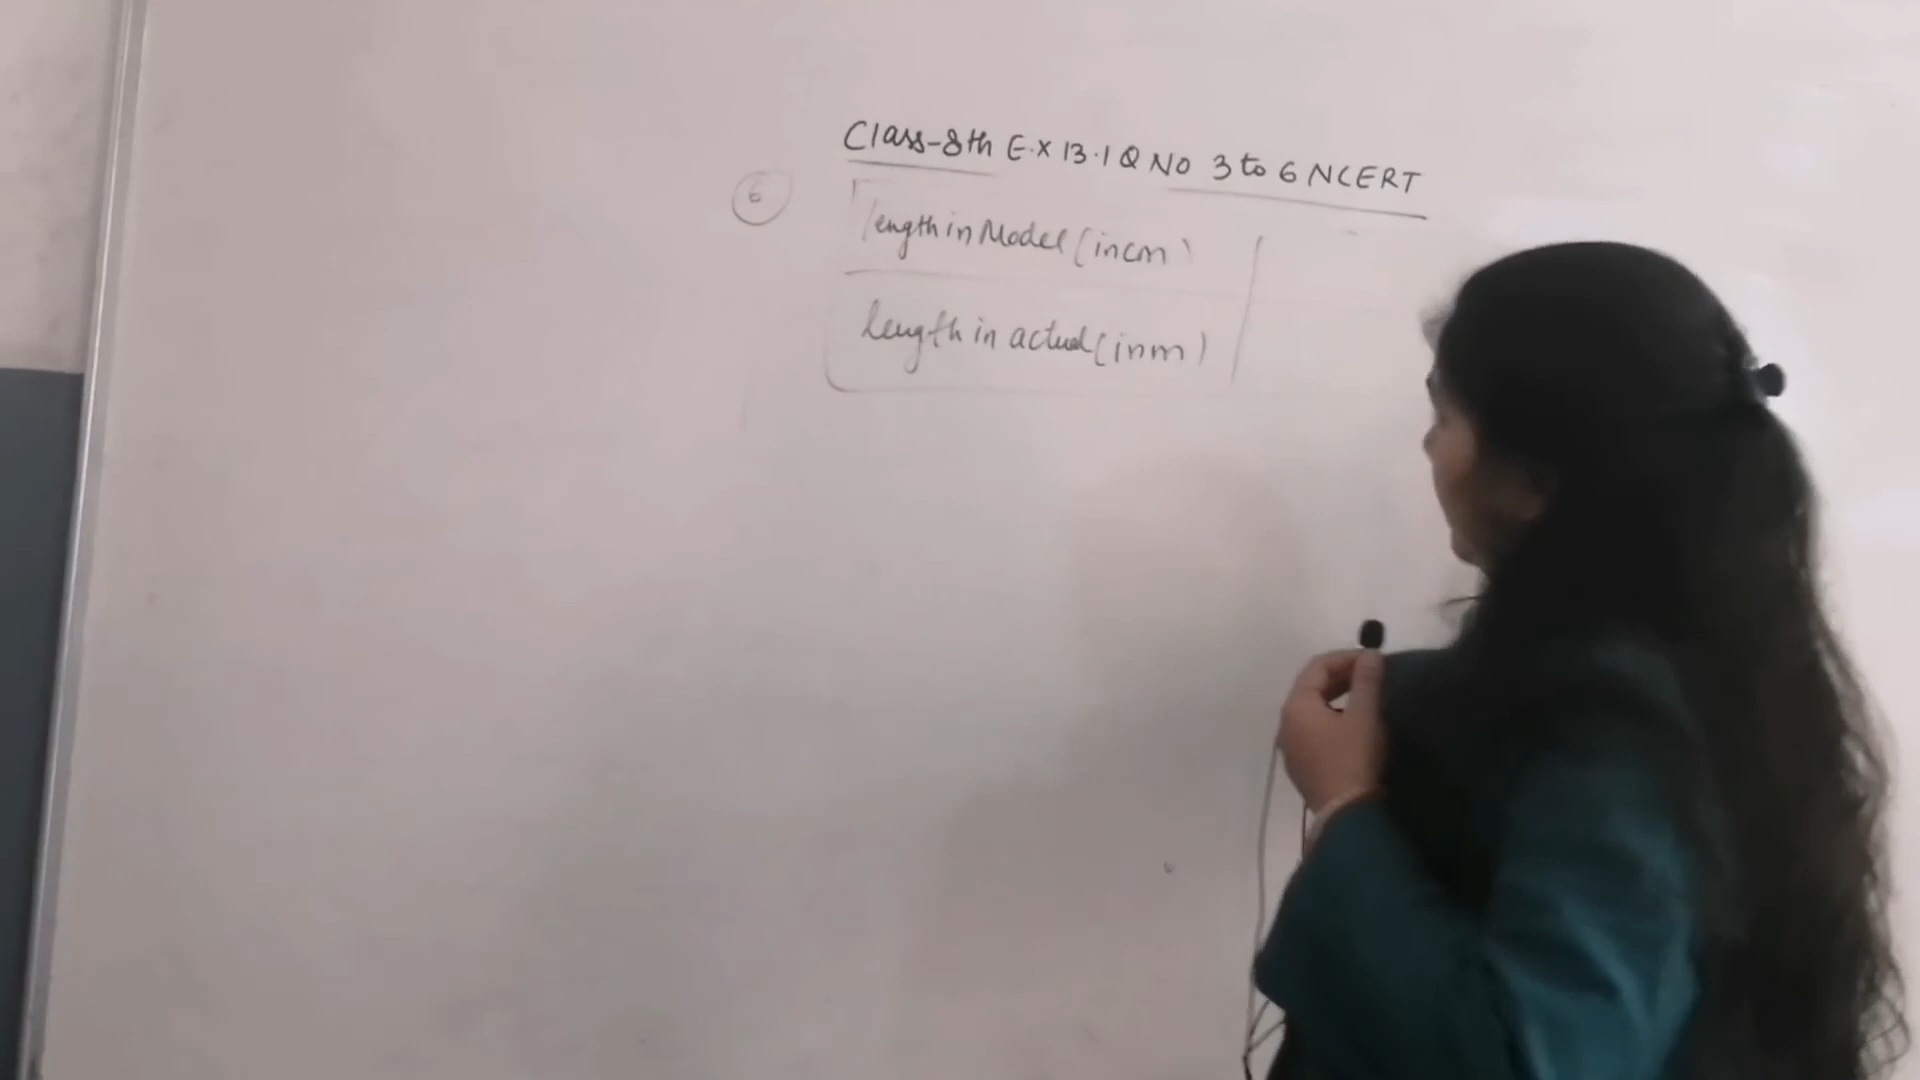 Class-8th E.x 13.1 Q No 3 to 6 NCERT
6
length in Model (in cm)
length in actual (in m)